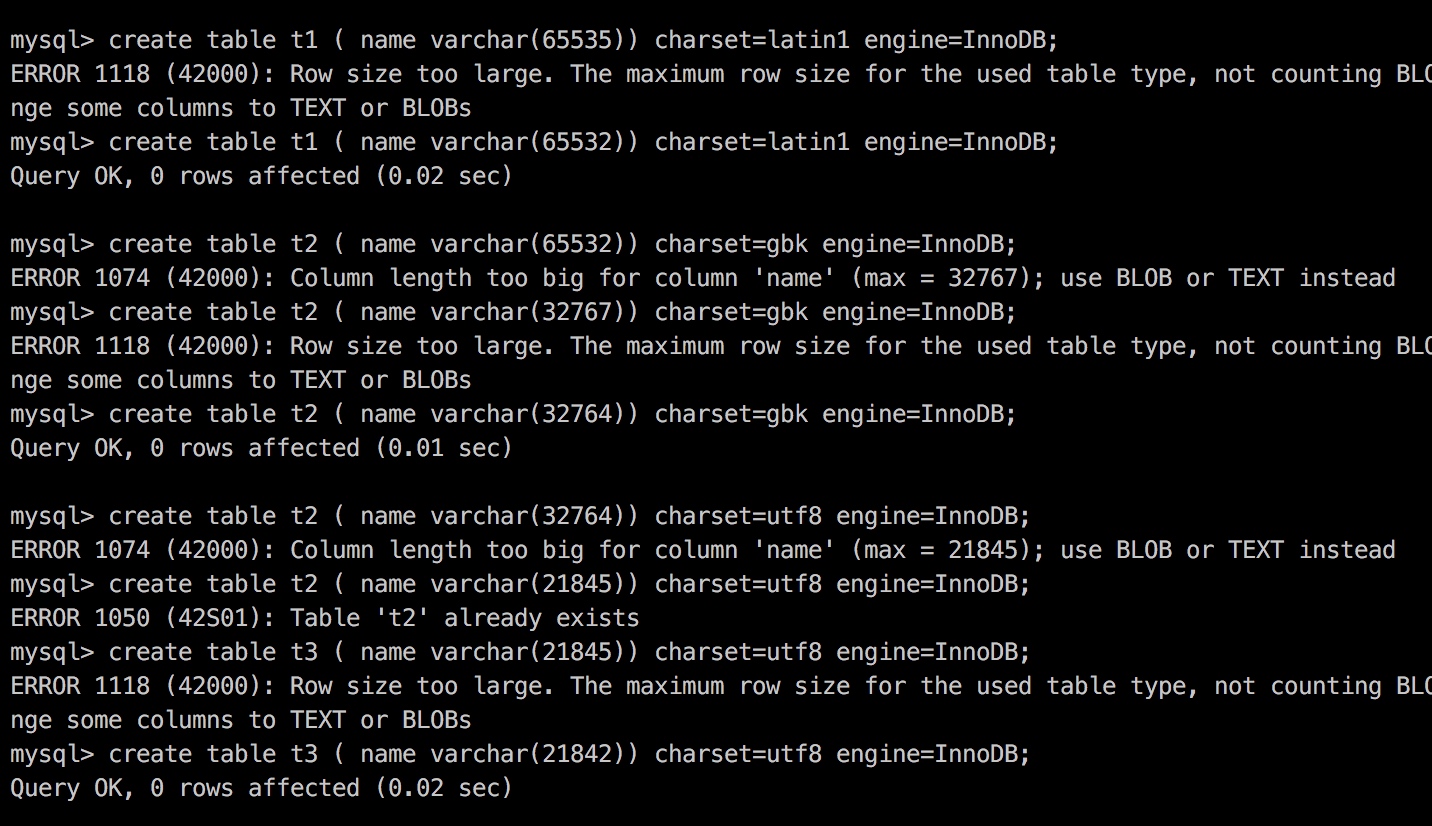 mysql> create table t1 ( name varchar(65535)) charset=latin1 engine=InnoDB;
ERROR 1118 (42000): Row size too large. The maximum row size for the used table type, not counting BLO
nge some columns to TEXT or BLOBs
mysql> create table t1 ( name varchar(65532)) charset=latin1 engine=InnoDB;
Query OK, 0 rows affected (0.02 sec)
mysql> create table t2 ( name varchar(65532)) charset=gbk engine=InnoDB;
ERROR 1074 (42000): Column length too big for column 'name' (max = 32767); use BLOB or TEXT instead
mysql> create table t2 ( name varchar(32767)) charset=gbk engine=InnoDB;
ERROR 1118 (42000): Row size too large. The maximum row size for the used table type, not counting BLO
nge some columns to TEXT or BLOBs
mysql> create table t2 ( name varchar(32764)) charset=gbk engine=InnoDB;
Query OK, 0 rows affected (0.01 sec)
mysql> create table t2 ( name varchar(32764)) charset=utf8 engine=InnoDB;
ERROR 1074 (42000): Column length too big for column 'name' (max = 21845); use BLOB or TEXT instead
mysql> create table t2 ( name varchar(21845)) charset=utf8 engine=InnoDB;
ERROR 1050 (42S01): Table 't2' already exists
mysql> create table t3 ( name varchar(21845)) charset=utf8 engine=InnoDB;
ERROR 1118 (42000): Row size too large. The maximum row size for the used table type, not counting BLO
nge some columns to TEXT or BLOBs
mysql> create table t3 ( name varchar(21842)) charset=utf8 engine=InnoDB;
Query OK, 0 rows affected (0.02 sec)